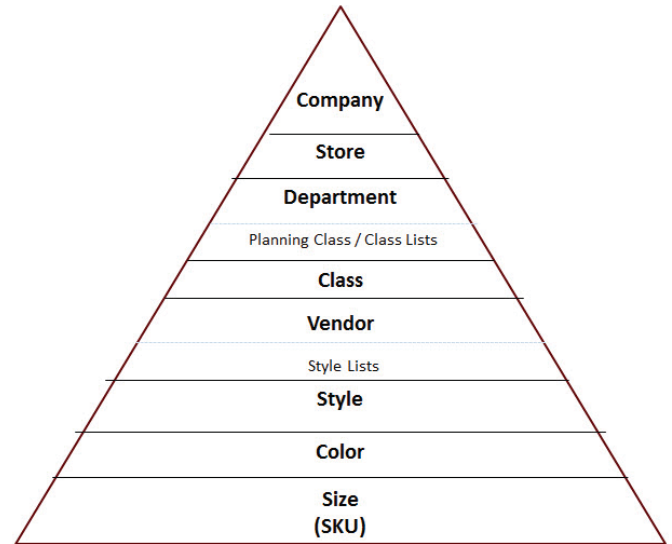 Company
Store
Department
Planning Class / Class Lists
Class
Vendor
Style Lists
Style
Color
Size
(SKU)